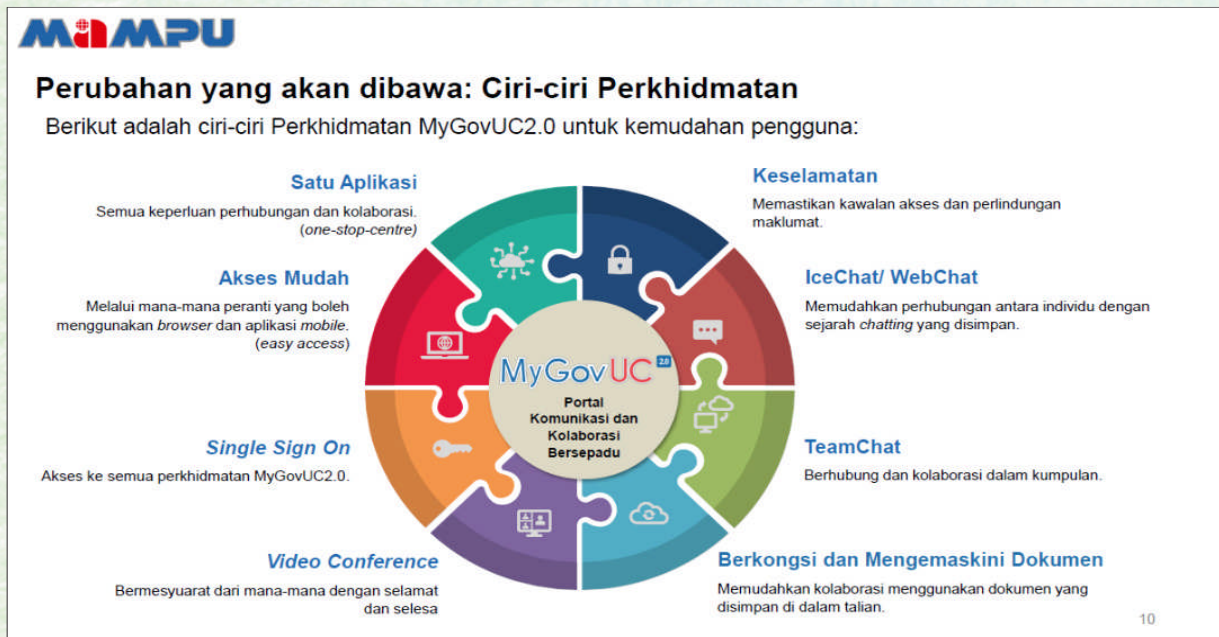 MAMPU
Perubahan yang akan dibawa: Ciri-ciri Perkhidmatan
Berikut adalah ciri-ciri Perkhidmatan MyGovUC2.0 untuk kemudahan pengguna:
Satu Aplikasi
Semua keperluan perhubungan dan kolaborasi.
(one-stop-centre)
Akses Mudah
Melalui mana-mana peranti yang boleh
menggunakan browser dan aplikasi mobile.
(easy access)
Single Sign On
Akses ke semua perkhidmatan MyGovUC2.0.
Video Conference
Bermesyuarat dari mana-mana dengan selamat
dan selesa
MyGovUC 2.0
Portal
Komunikasi dan
Kolaborasi
Bersepadu
Keselamatan
Memastikan kawalan akses dan perlindungan
maklumat.
IceChat/ WebChat
Memudahkan perhubungan antara individu dengan
sejarah chatting yang disimpan.
TeamChat
Berhubung dan kolaborasi dalam kumpulan.
Berkongsi dan Mengemaskini Dokumen
Memudahkan kolaborasi menggunakan dokumen yang
disimpan di dalam talian.
10